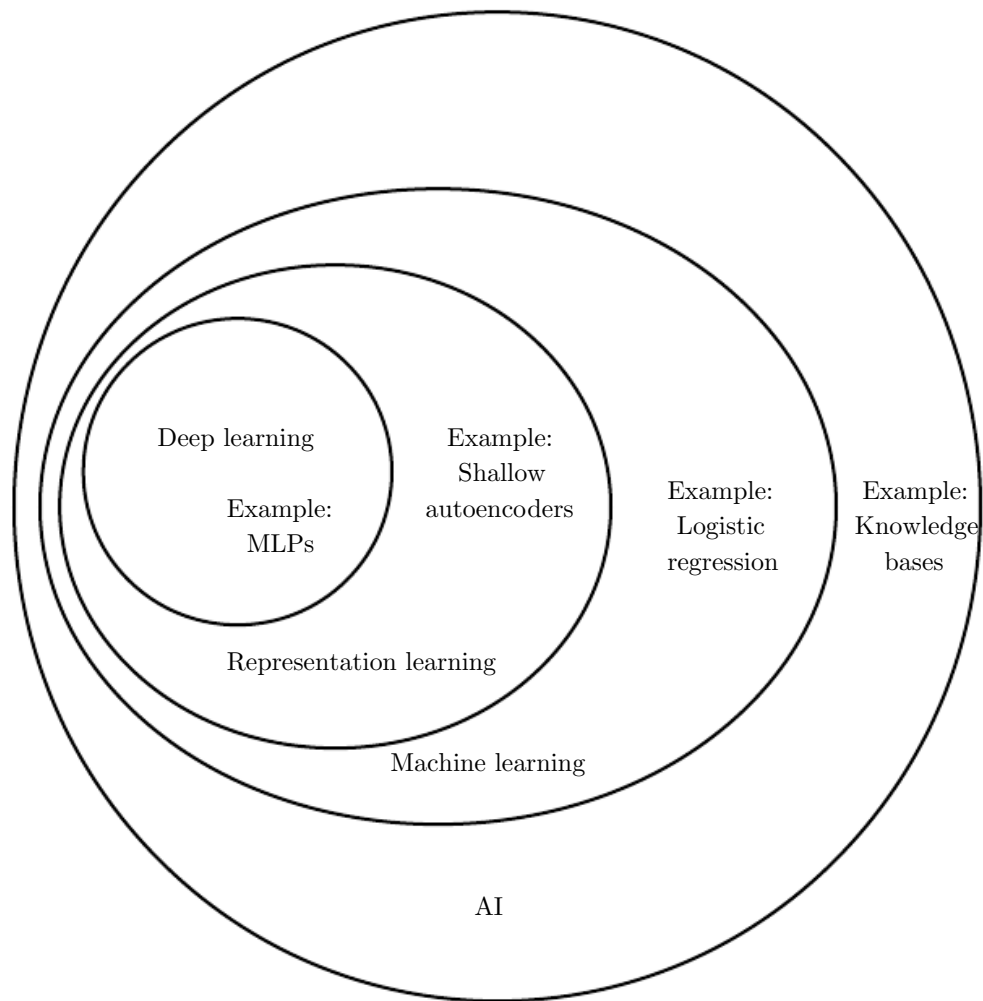 Deep learning
Example:
MLPs
Example:
Shallow
autoencoders
Example:
Logistic
regression
Example:
Knowledge
bases
Representation learning
Machine learning
AI